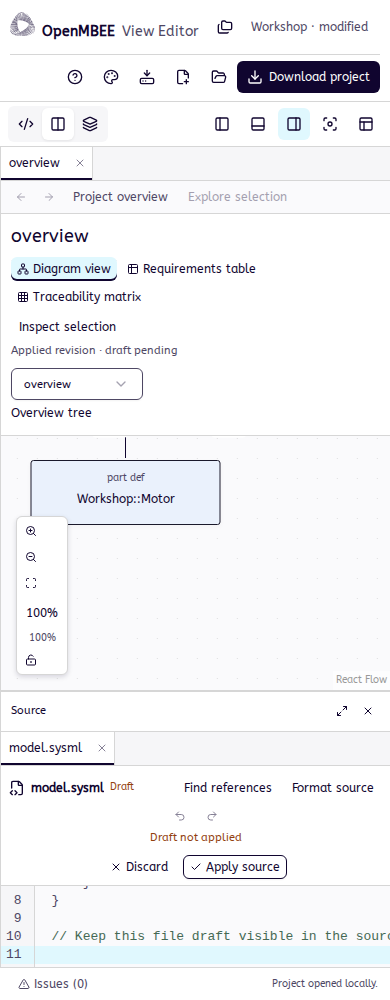 OpenMBEE View Editor
Workshop · modified
Download project
overview
Project overview
Explore selection
overview
Diagram view
Requirements table
Traceability matrix
Inspect selection
Applied revision · draft pending
overview
Overview tree
part def
Workshop::Motor
100%
100%
React Flow
Source
model.sysml
model.sysml Draft
Find references
Format source
Draft not applied
Discard
Apply source
8 }
9
10 // Keep this file draft visible in the sourc
11
Issues (0)
Project opened locally.